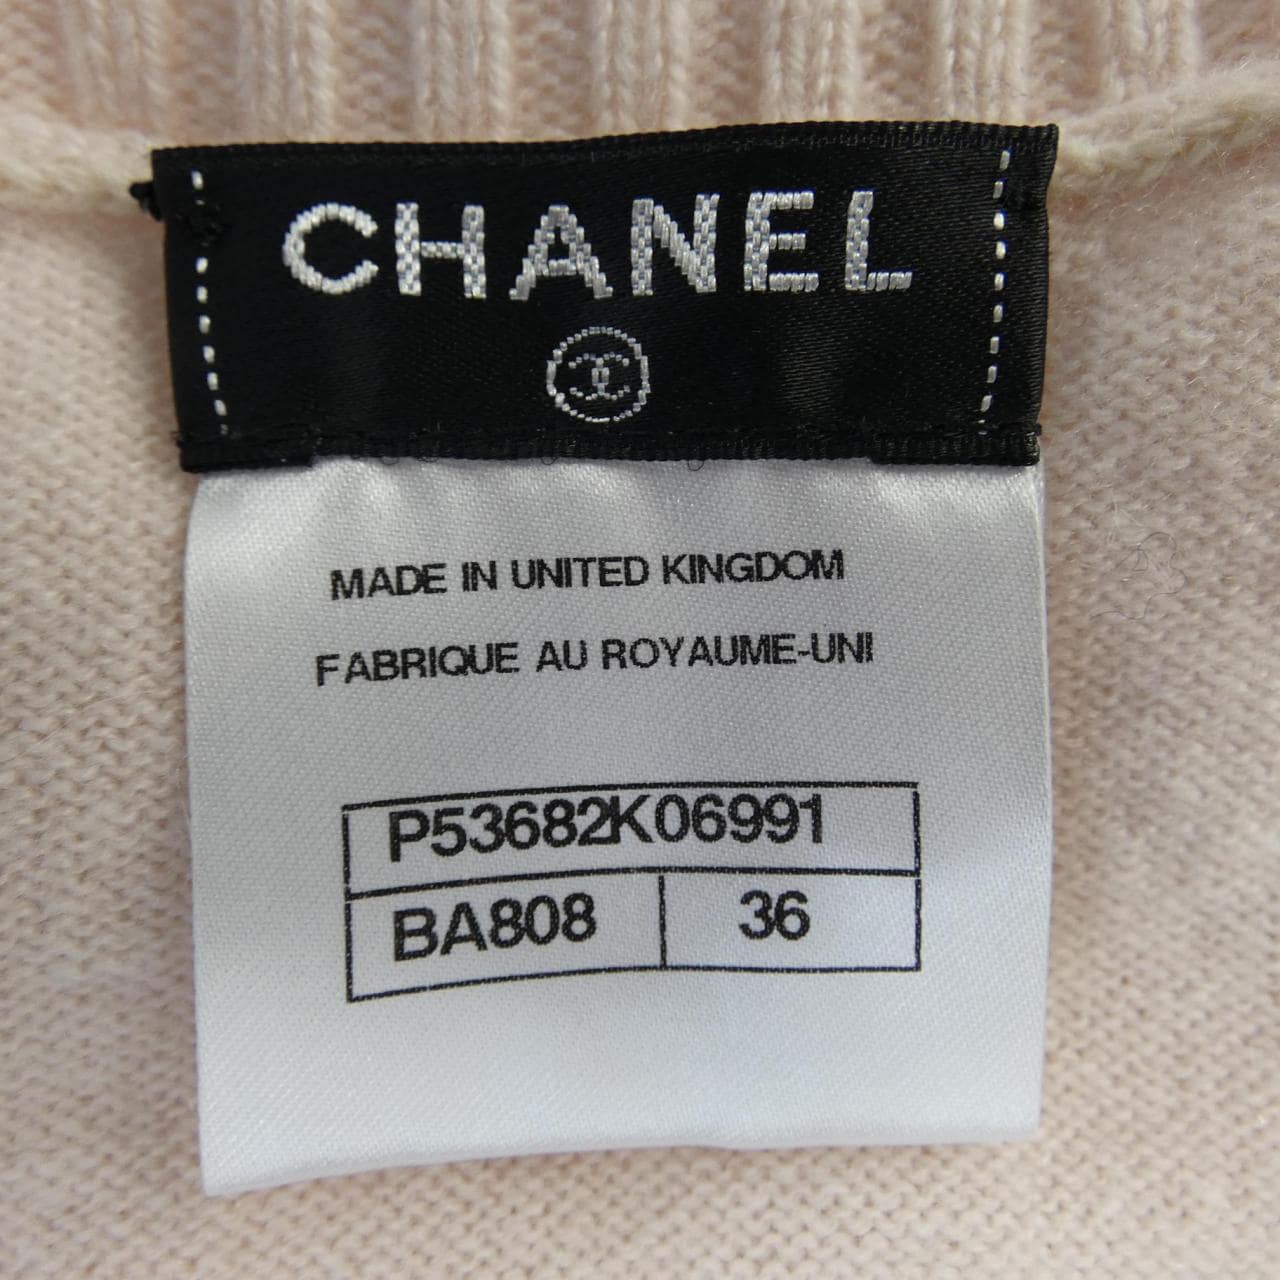 CHANEL
MADE IN UNITED KINGDOM
FABRIQUE AU ROYAUME-UNI
P53682K06991
BA808 36